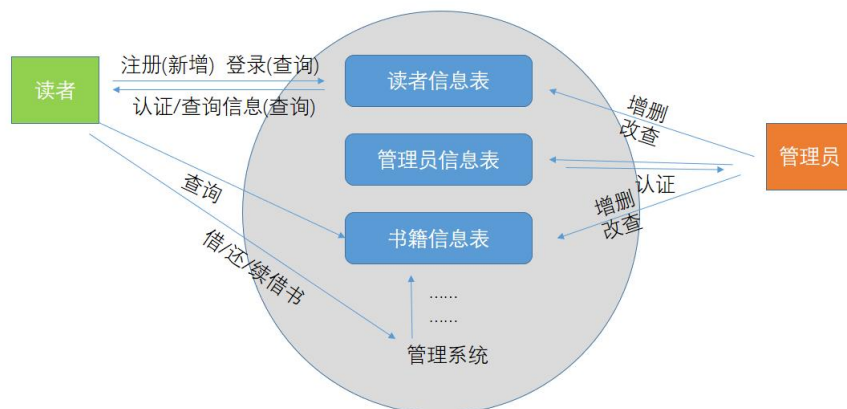 注册(新增)  登录(查询)
读者信息表
读者
认证/查询信息(查询)
增删
改查
管理员信息表
管理员
认证
查询
增删
改查
书籍信息表
借/还/续借书
……
……
管理系统